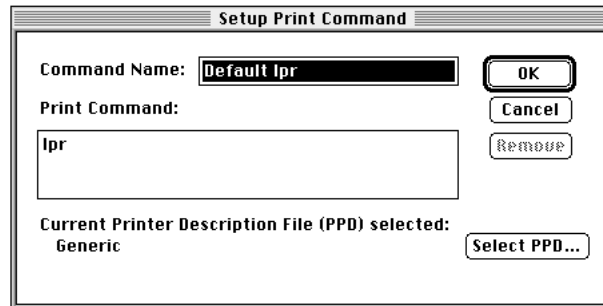 Setup Print Command
Command Name: Default lpr
OK
Print Command:
Cancel
lpr
Remove
Current Printer Description File (PPD) selected:
Generic
Select PPD...